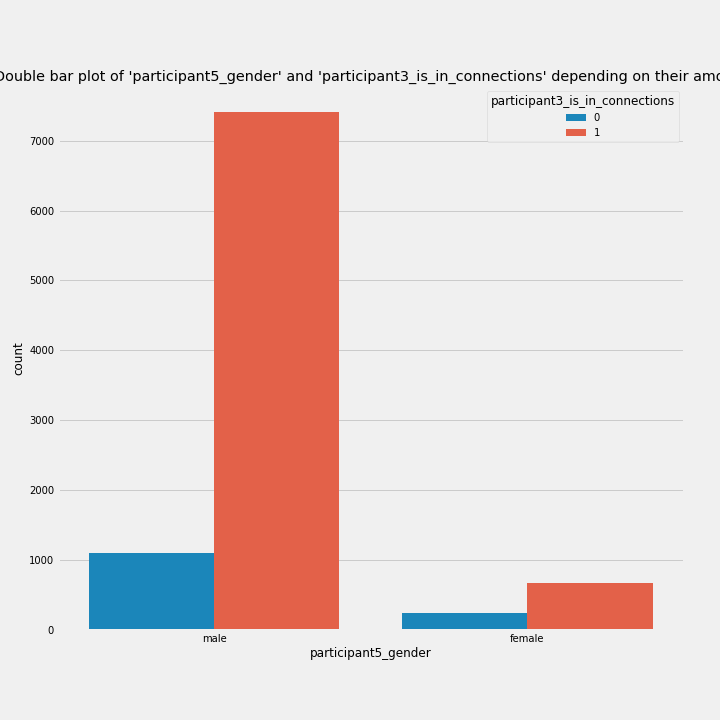 Double bar plot of 'participant5_gender' and 'participant3_is_in_connections' depending on their
participant3_is_in_connections
0
1
7000
6000
5000
4000
3000
2000
1000
0
count
male female
participant5_gender